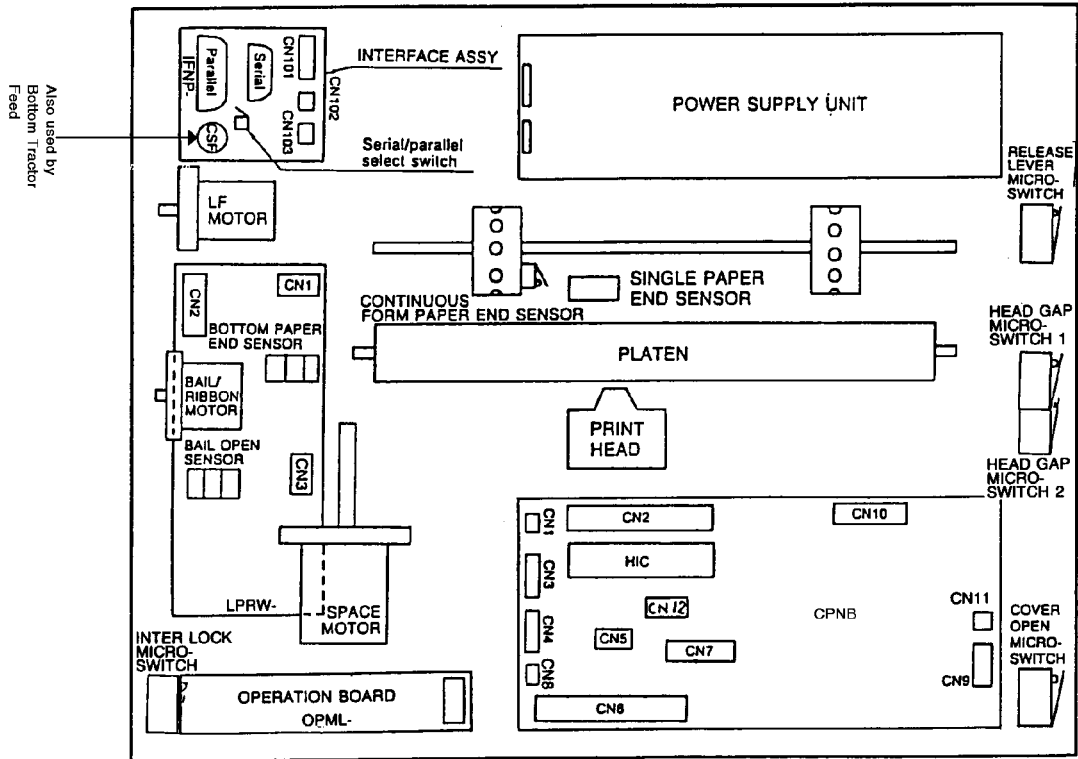 Also used by
Bottom Tractor
Feed
Parallel
IFNP-
Serial
CN101
CN102
CN103
CSF
INTERFACE ASSY
Serial/parallel
select switch
POWER SUPPLY UNIT
RELEASE
LEVER
MICRO-
SWITCH
LF
MOTOR
CN2
CN1
BOTTOM PAPER
END SENSOR
BAIL/
RIBBON
MOTOR
BAIL OPEN
SENSOR
CN3
LPRW-
SPACE
MOTOR
CONTINUOUS
FORM PAPER END SENSOR
SINGLE PAPER
END SENSOR
PLATEN
PRINT
HEAD
HEAD GAP
MICRO-
SWITCH 1
HEAD GAP
MICRO-
SWITCH 2
INTER LOCK
MICRO-
SWITCH
OPERATION BOARD
OPML-
CN1
CN2
CN10
HIC
CN3
CN12
CPNB
CN4
CN5
CN7
CN8
CN6
CN11
CN9
COVER
OPEN
MICRO-
SWITCH